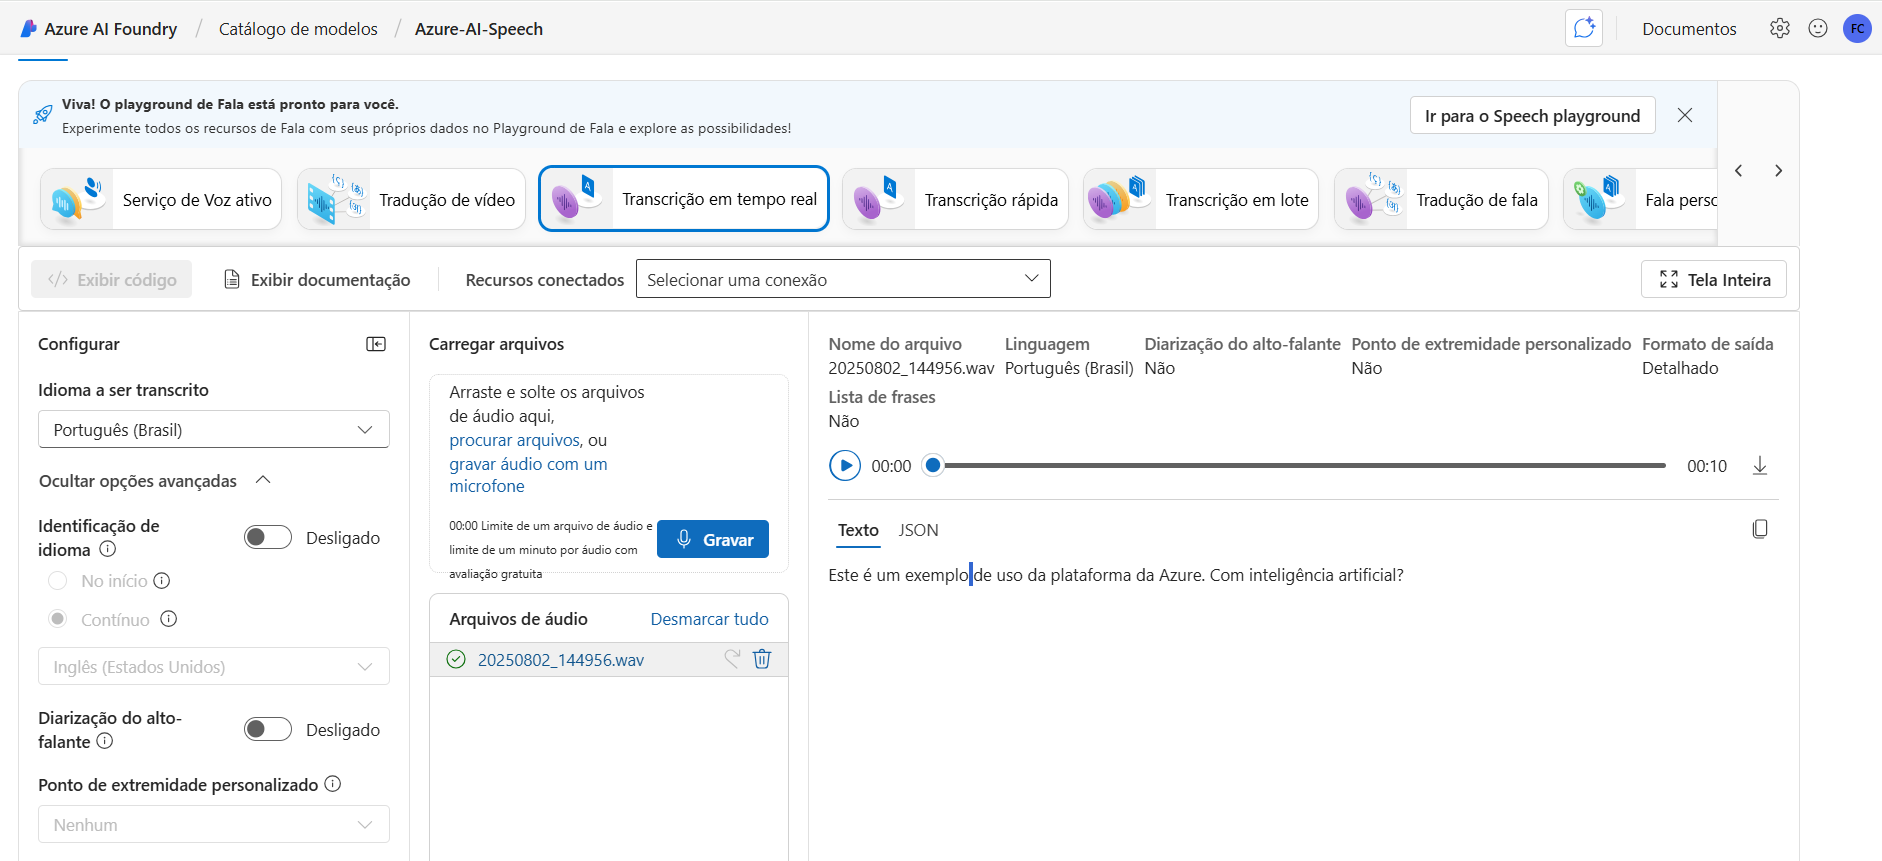 Azure AI Foundry / Catálogo de modelos / Azure-AI-Speech
Documentos
FC
Viva! O playground de Fala está pronto para você.
Experimente todos os recursos de Fala com seus próprios dados no Playground de Fala e explore as possibilidades!
Ir para o Speech playground
Serviço de Voz ativo
Tradução de vídeo
Transcrição em tempo real
Transcrição rápida
Transcrição em lote
Tradução de fala
Fala perso
</> Exibir código
Exibir documentação
Recursos conectados
Selecionar uma conexão
Tela Inteira
Configurar
Idioma a ser transcrito
Português (Brasil)
Ocultar opções avançadas
Identificação de
idioma
Desligado
No início
Contínuo
Inglês (Estados Unidos)
Diarização do alto-
falante
Desligado
Ponto de extremidade personalizado
Nenhum
Carregar arquivos
Arraste e solte os arquivos
de áudio aqui,
procurar arquivos, ou
gravar áudio com um
microfone
00:00 Limite de um arquivo de áudio e
limite de um minuto por áudio com
avaliação gratuita
Gravar
Arquivos de áudio
Desmarcar tudo
20250802_144956.wav
Nome do arquivo
20250802_144956.wav
Linguagem
Português (Brasil)
Diarização do alto-falante
Não
Ponto de extremidade personalizado
Não
Formato de saída
Detalhado
Lista de frases
Não
00:00
00:10
Texto
JSON
Este é um exemplo de uso da plataforma da Azure. Com inteligência artificial?